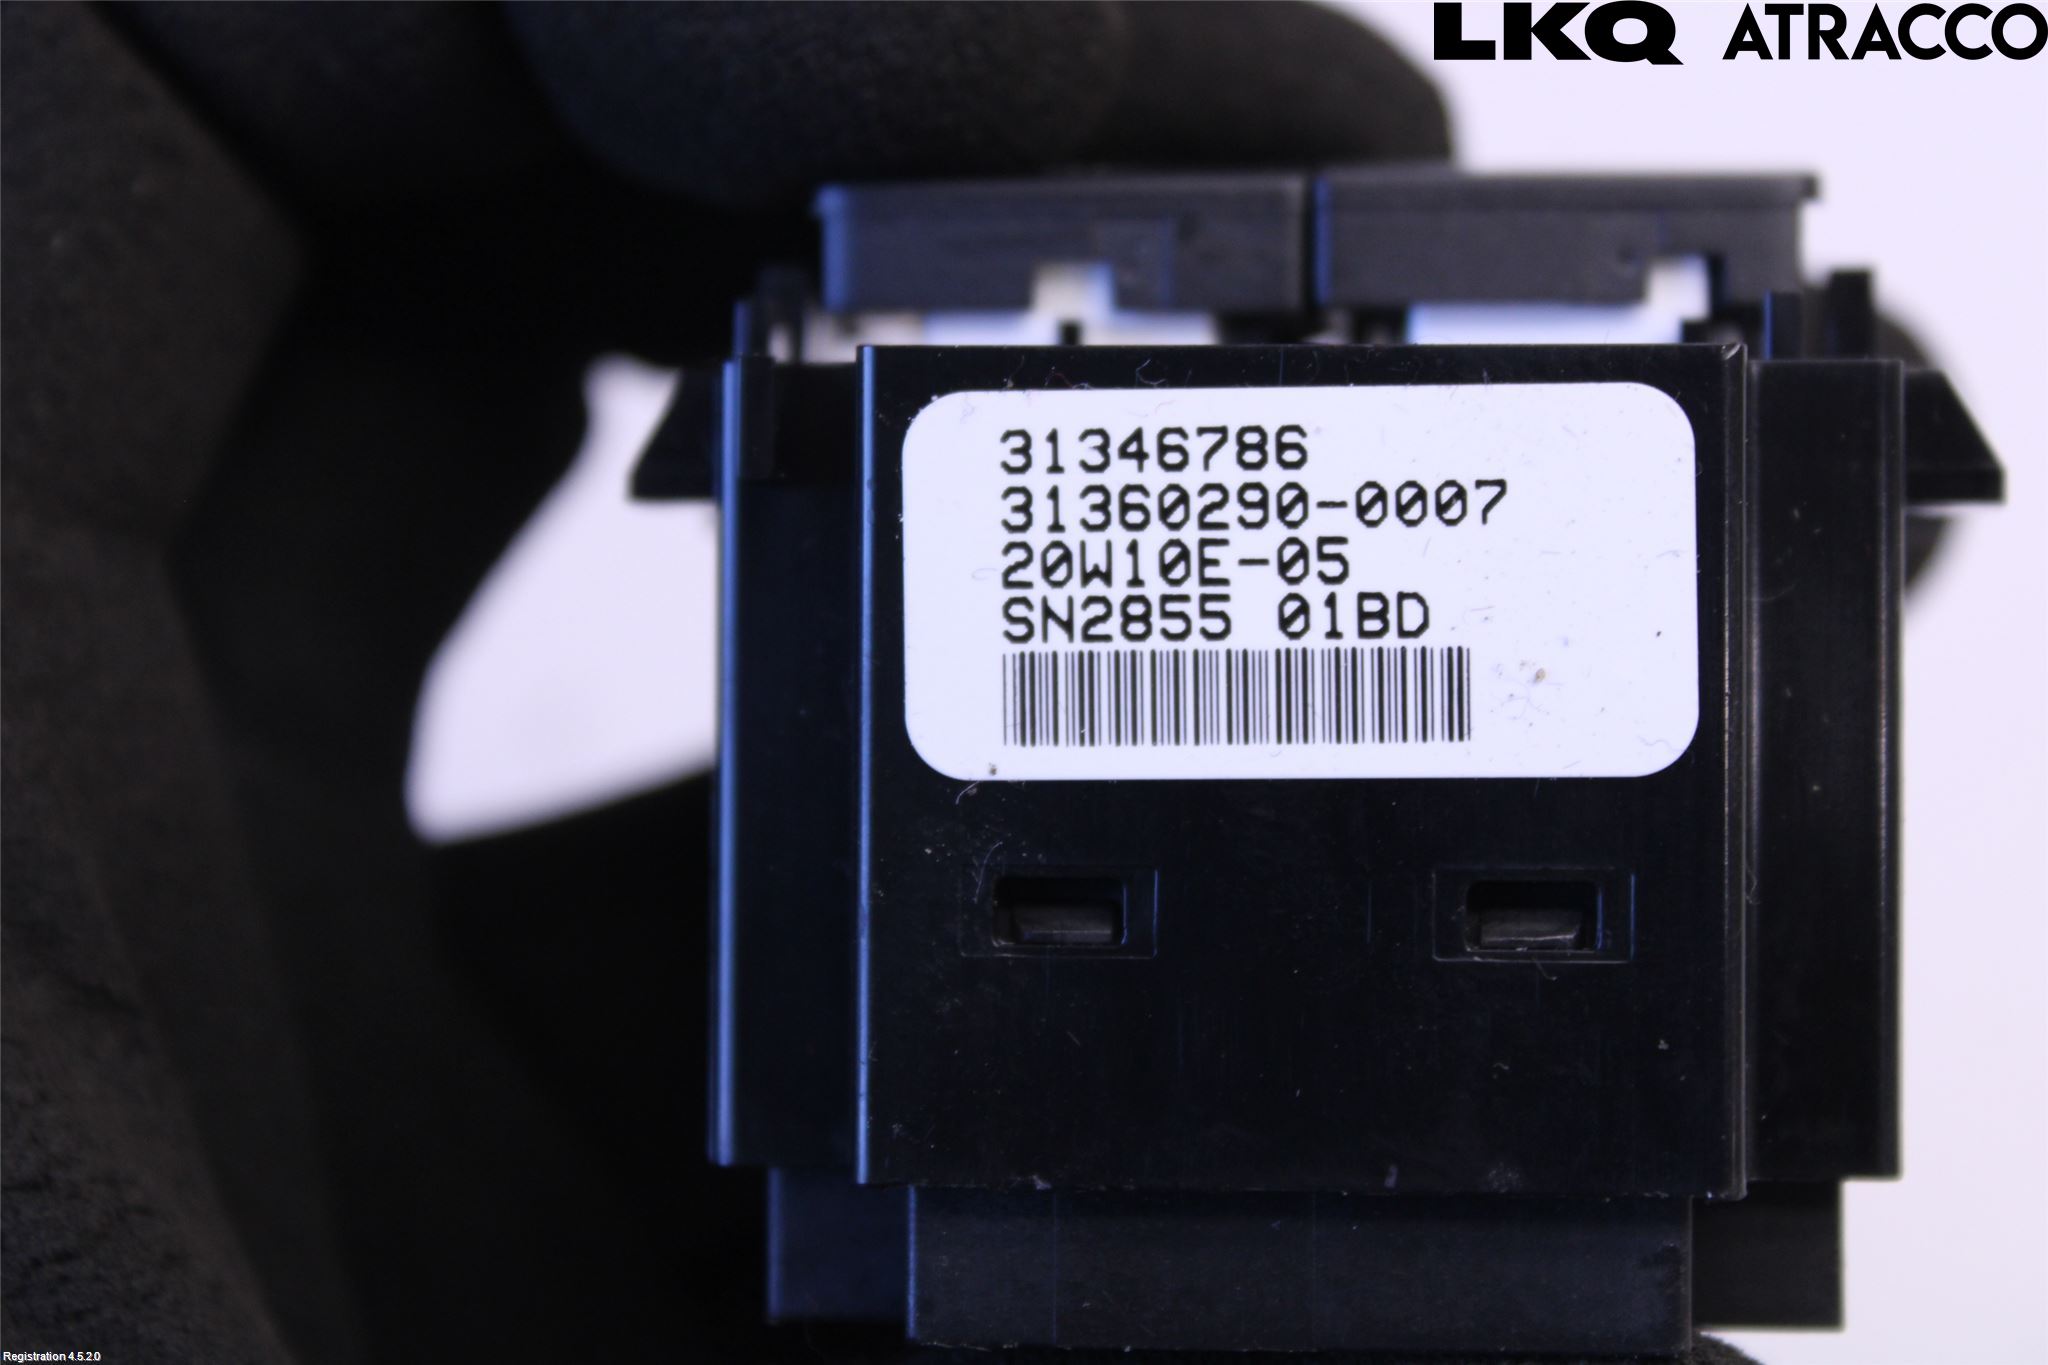 LKQ ATRACCO
31346786
31360290-0007
20W10E-05
SN2855 01BD
Registration 4.5.2.0